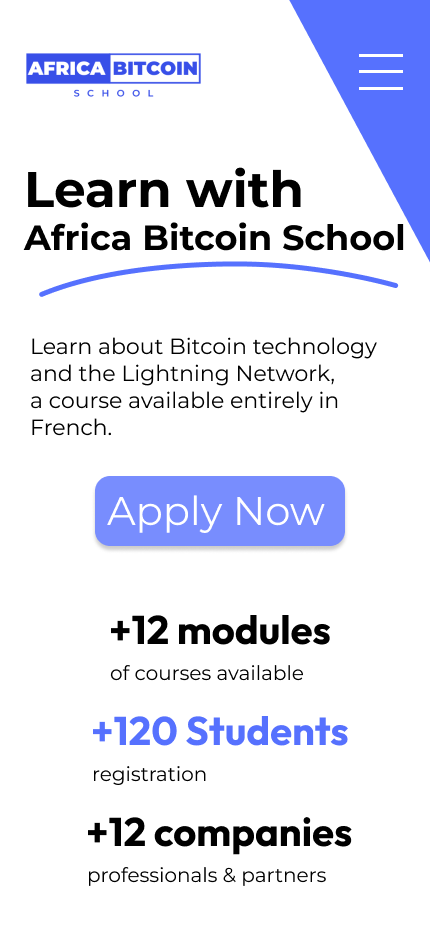 AFRICA BITCOIN
SCHOOL
Learn with
Africa Bitcoin School
Learn about Bitcoin technology
and the Lightning Network,
a course available entirely in
French.
Apply Now
+12 modules
of courses available
+120 Students
registration
+12 companies
professionals & partners